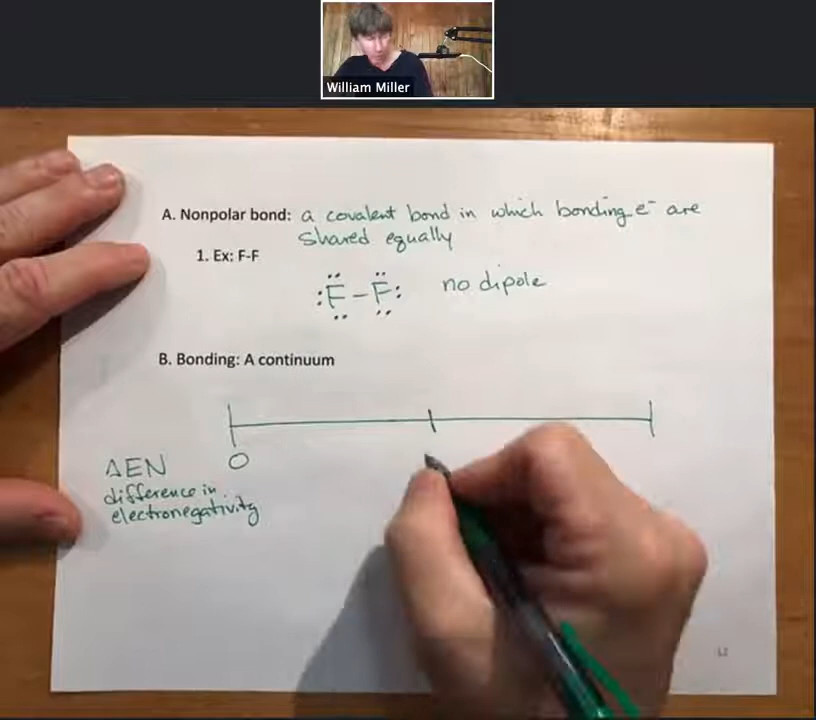 William Miller
A. Nonpolar bond: a covalent bond in which bonding e⁻ are
shared equally
1. Ex: F-F
:F-F: no dipole
B. Bonding: A continuum
0
ΔEN
difference in
electronegativity